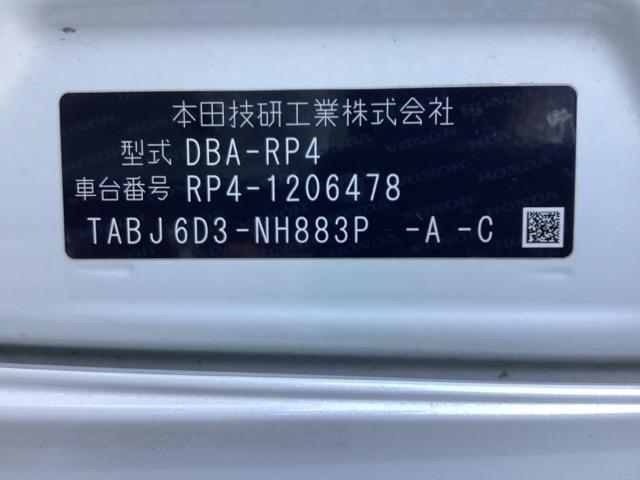 本田技研工業株式会社
型式 DBA-RP4
車台番号 RP4-1206478
TABJ6D3-NH883P -A -C